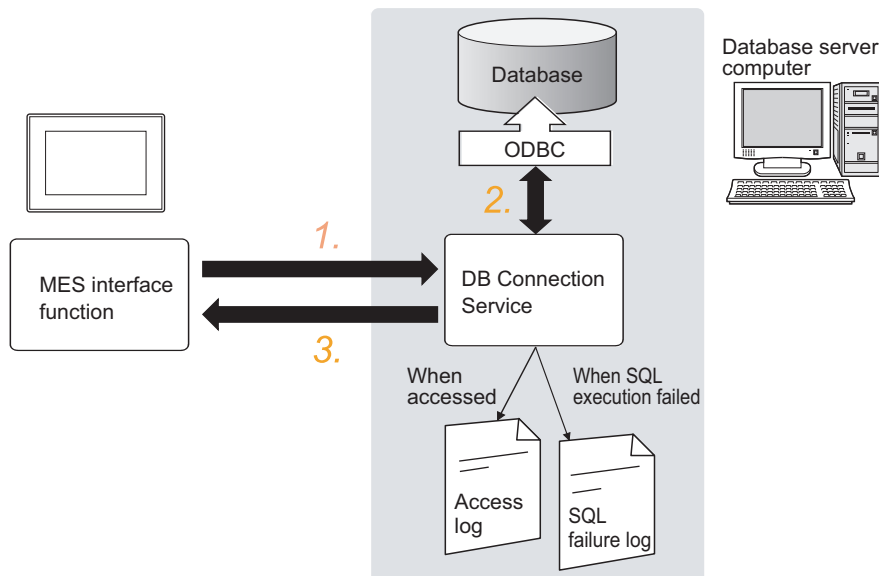 Database
ODBC
Database server
computer
2.
1.
MES interface
function
DB Connection
Service
3.
When
accessed
When SQL
execution failed
Access
log
SQL
failure log